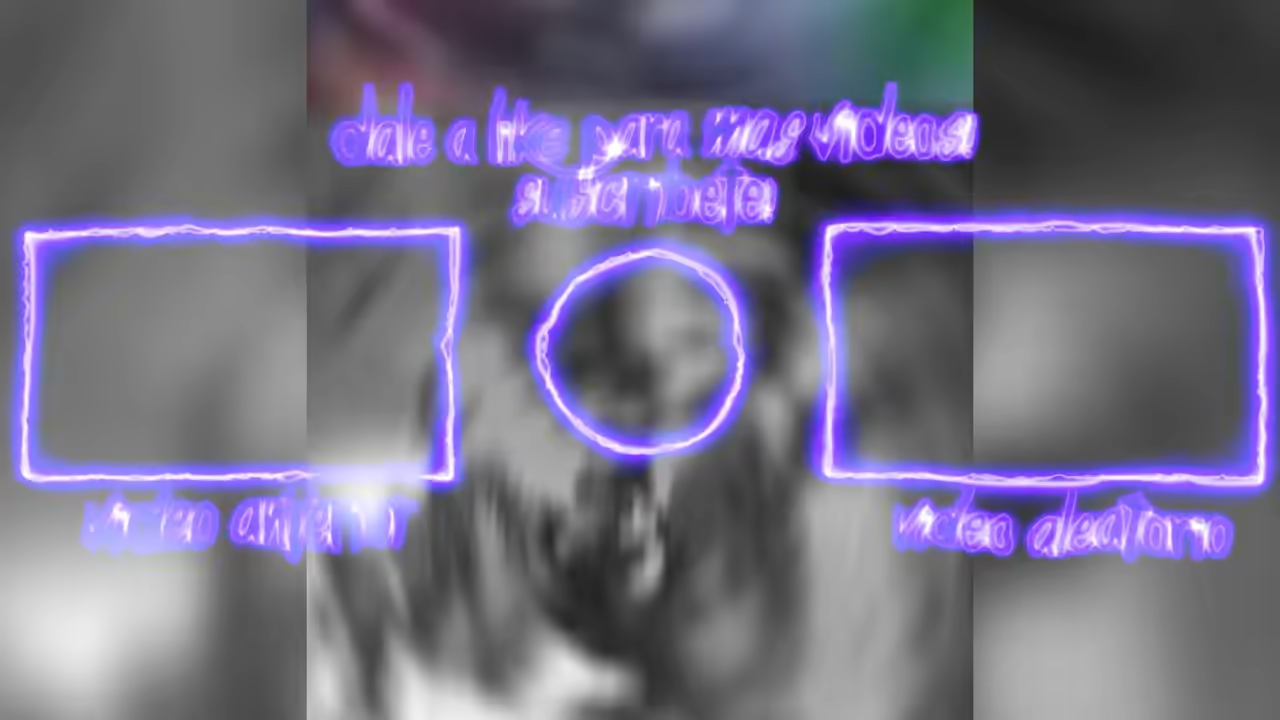 dale a like para mas videos!
suscribete!
video anterior
video aleatorio